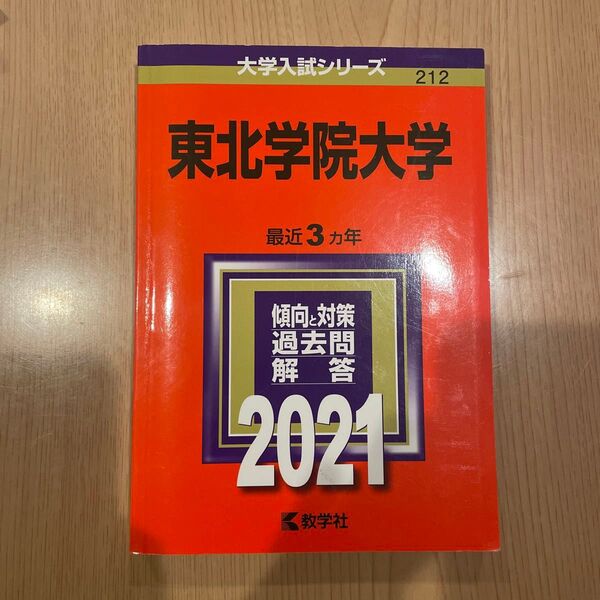 大学入試シリーズ
212
東北学院大学
最近3カ年
傾向と対策
過去問
解答
2021
教学社